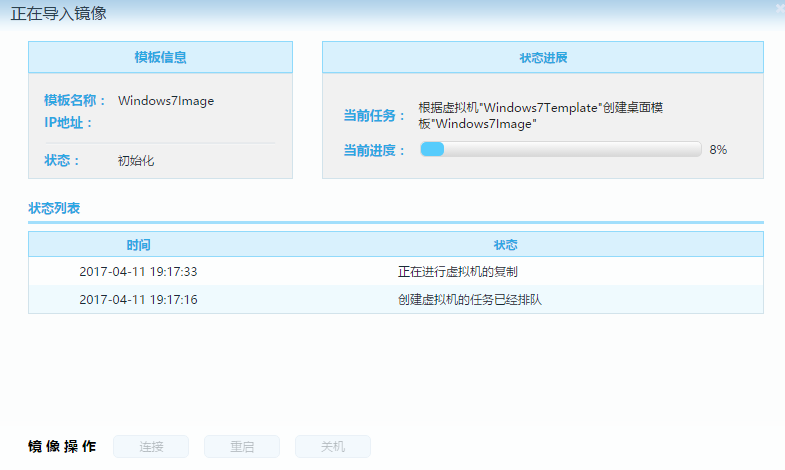 正在导入镜像
模板信息
模板名称： Windows7Image
IP地址：
状态： 初始化
状态进展
当前任务： 根据虚拟机"Windows7Template"创建桌面模
板"Windows7Image"
当前进度： 8%
状态列表
时间 状态
2017-04-11 19:17:33 正在进行虚拟机的复制
2017-04-11 19:17:16 创建虚拟机的任务已经排队
镜像操作 连接 重启 关机